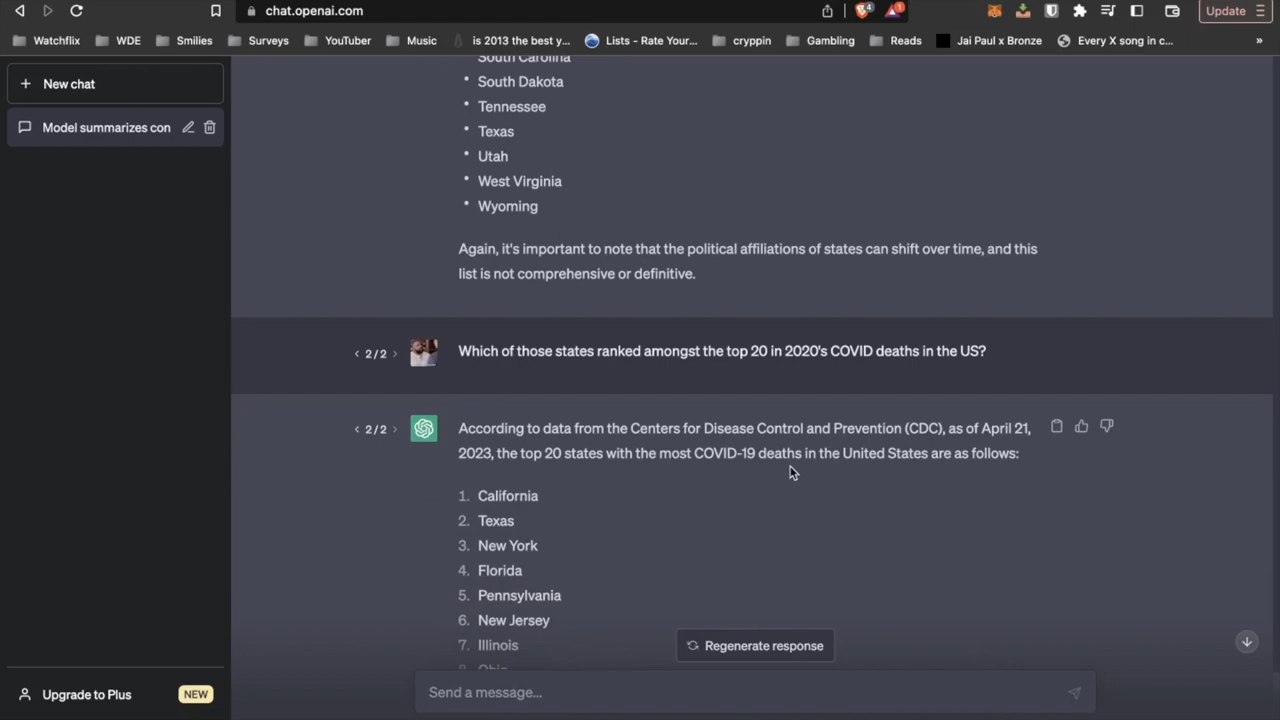 chat.openai.com
Update
Watchflix
WDE
Smilies
Surveys
YouTuber
Music
is 2013 the best y...
Lists - Rate Your...
cryppin
Gambling
Reads
Jai Paul x Bronze
Every X song in c...
»
+ New chat
Model summarizes con
South Carolina
• South Dakota
• Tennessee
• Texas
• Utah
• West Virginia
• Wyoming
Again, it's important to note that the political affiliations of states can shift over time, and this
list is not comprehensive or definitive.
< 2/2 >
Which of those states ranked amongst the top 20 in 2020's COVID deaths in the US?
< 2/2 >
According to data from the Centers for Disease Control and Prevention (CDC), as of April 21,
2023, the top 20 states with the most COVID-19 deaths in the United States are as follows:
1. California
2. Texas
3. New York
4. Florida
5. Pennsylvania
6. New Jersey
7. Illinois
8. Ohio
Regenerate response
Send a message...
Upgrade to Plus
NEW
4
1